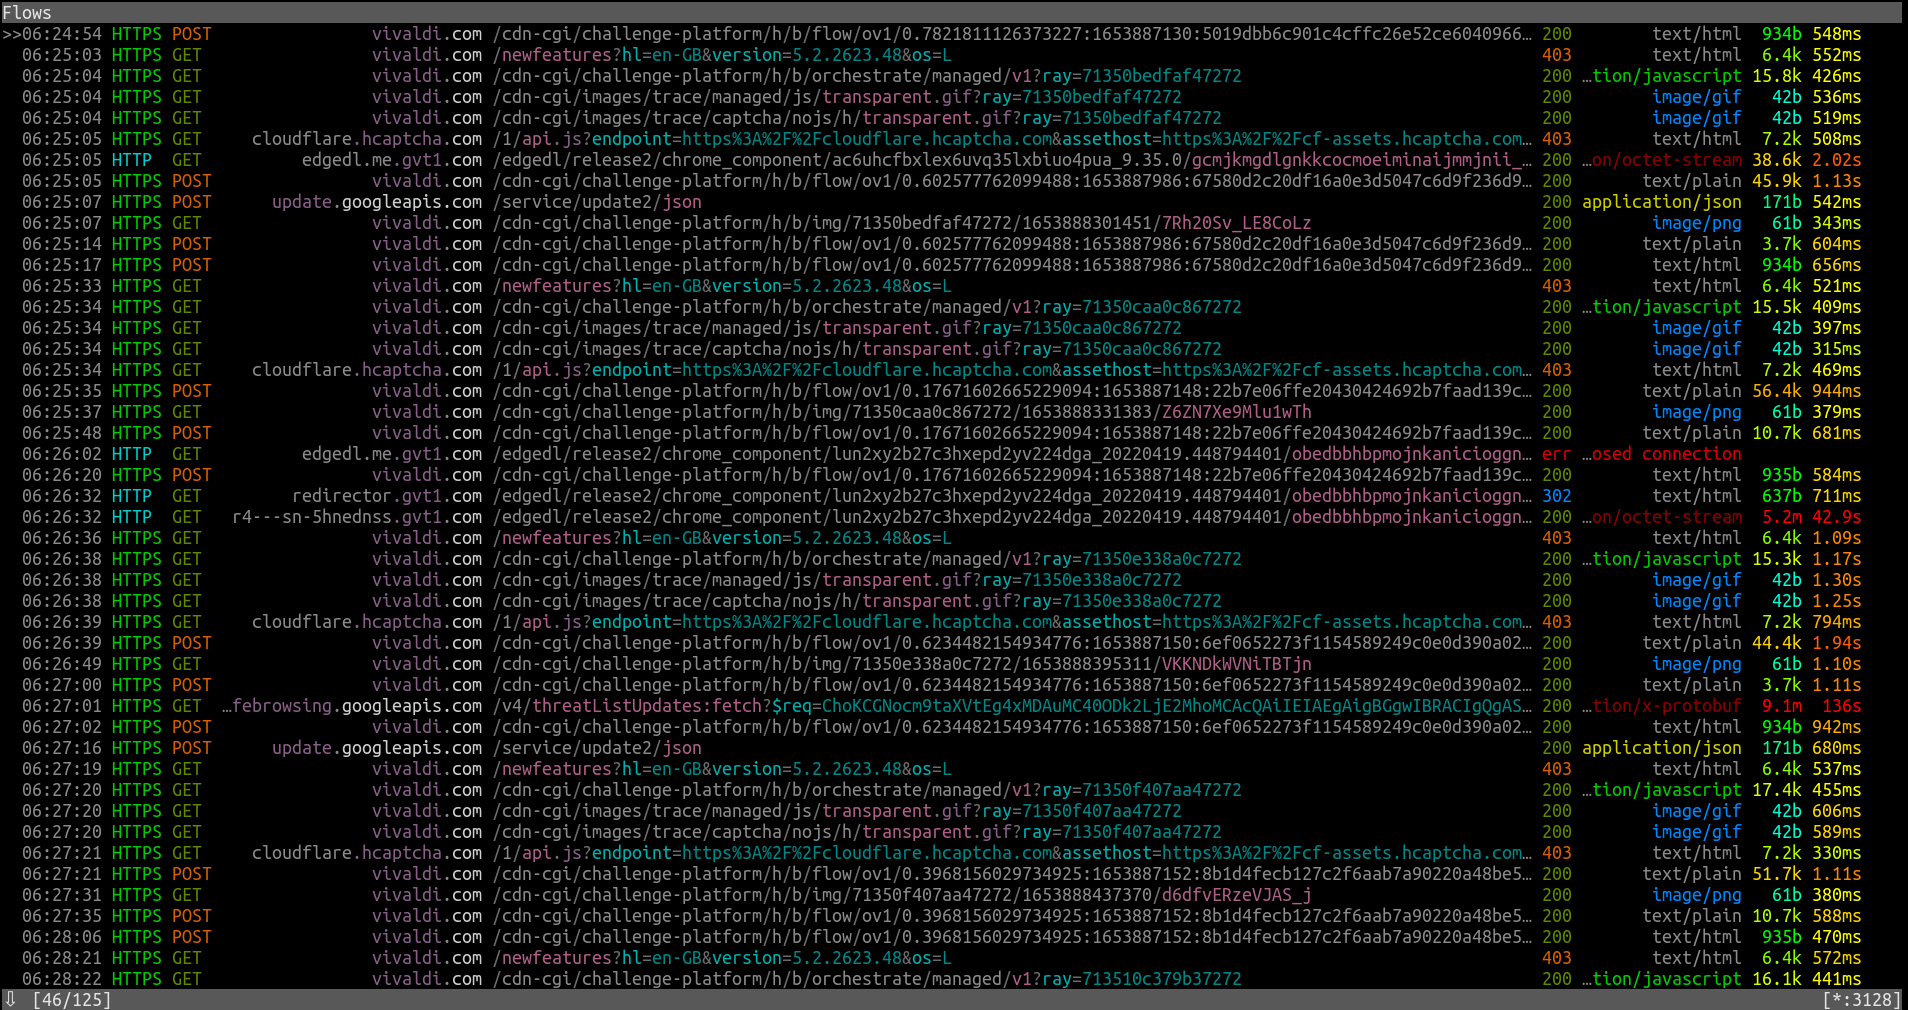 Flows
>>06:24:54 HTTPS POST vivaldi.com /cdn-cgi/challenge-platform/h/b/flow/ov1/0.7821811126373227:1653887130:5019dbb6c901c4cffc26e52ce6040966… 200 text/html 934b 548ms
06:25:03 HTTPS GET vivaldi.com /newfeatures?hl=en-GB&version=5.2.2623.48&os=L 403 text/html 6.4k 552ms
06:25:04 HTTPS GET vivaldi.com /cdn-cgi/challenge-platform/h/b/orchestrate/managed/v1?ray=71350bedfaf47272 200 …tion/javascript 15.8k 426ms
06:25:04 HTTPS GET vivaldi.com /cdn-cgi/images/trace/managed/js/transparent.gif?ray=71350bedfaf47272 200 image/gif 42b 536ms
06:25:04 HTTPS GET vivaldi.com /cdn-cgi/images/trace/captcha/nojs/h/transparent.gif?ray=71350bedfaf47272 200 image/gif 42b 519ms
06:25:05 HTTPS GET cloudflare.hcaptcha.com /1/api.js?endpoint=https%3A%2F%2Fcloudflare.hcaptcha.com&assethost=https%3A%2F%2Fcf-assets.hcaptcha.com… 403 text/html 7.2k 508ms
06:25:05 HTTP GET edgedl.me.gvt1.com /edgedl/release2/chrome_component/ac6uhcfbxlex6uvq35lxbiuo4pua_9.35.0/gcmjkmgdlgnkkcocmoeiminaijmmjnii_… 200 …on/octet-stream 38.6k 2.02s
06:25:05 HTTPS POST vivaldi.com /cdn-cgi/challenge-platform/h/b/flow/ov1/0.602577762099488:1653887986:67580d2c20df16a0e3d5047c6d9f236d9… 200 text/plain 45.9k 1.13s
06:25:07 HTTPS POST update.googleapis.com /service/update2/json 200 application/json 171b 542ms
06:25:07 HTTPS GET vivaldi.com /cdn-cgi/challenge-platform/h/b/img/71350bedfaf47272/1653888301451/7Rh20Sv_LE8CoLz 200 image/png 61b 343ms
06:25:14 HTTPS POST vivaldi.com /cdn-cgi/challenge-platform/h/b/flow/ov1/0.602577762099488:1653887986:67580d2c20df16a0e3d5047c6d9f236d9… 200 text/plain 3.7k 604ms
06:25:17 HTTPS POST vivaldi.com /cdn-cgi/challenge-platform/h/b/flow/ov1/0.602577762099488:1653887986:67580d2c20df16a0e3d5047c6d9f236d9… 200 text/html 934b 656ms
06:25:33 HTTPS GET vivaldi.com /newfeatures?hl=en-GB&version=5.2.2623.48&os=L 403 text/html 6.4k 521ms
06:25:34 HTTPS GET vivaldi.com /cdn-cgi/challenge-platform/h/b/orchestrate/managed/v1?ray=71350caa0c867272 200 …tion/javascript 15.5k 409ms
06:25:34 HTTPS GET vivaldi.com /cdn-cgi/images/trace/managed/js/transparent.gif?ray=71350caa0c867272 200 image/gif 42b 397ms
06:25:34 HTTPS GET vivaldi.com /cdn-cgi/images/trace/captcha/nojs/h/transparent.gif?ray=71350caa0c867272 200 image/gif 42b 315ms
06:25:34 HTTPS GET cloudflare.hcaptcha.com /1/api.js?endpoint=https%3A%2F%2Fcloudflare.hcaptcha.com&assethost=https%3A%2F%2Fcf-assets.hcaptcha.com… 403 text/html 7.2k 469ms
06:25:35 HTTPS POST vivaldi.com /cdn-cgi/challenge-platform/h/b/flow/ov1/0.17671602665229094:1653887148:22b7e06ffe20430424692b7faad139c… 200 text/plain 56.4k 944ms
06:25:37 HTTPS GET vivaldi.com /cdn-cgi/challenge-platform/h/b/img/71350caa0c867272/1653888331383/Z6ZN7Xe9Mlu1wTh 200 image/png 61b 379ms
06:25:48 HTTPS POST vivaldi.com /cdn-cgi/challenge-platform/h/b/flow/ov1/0.17671602665229094:1653887148:22b7e06ffe20430424692b7faad139c… 200 text/plain 10.7k 681ms
06:26:02 HTTP GET edgedl.me.gvt1.com /edgedl/release2/chrome_component/lun2xy2b27c3hxepd2yv224dga_20220419.448794401/obedbbhbpmojnkanicioggn… err …osed connection
06:26:20 HTTPS POST vivaldi.com /cdn-cgi/challenge-platform/h/b/flow/ov1/0.17671602665229094:1653887148:22b7e06ffe20430424692b7faad139c… 200 text/html 935b 584ms
06:26:32 HTTP GET redirector.gvt1.com /edgedl/release2/chrome_component/lun2xy2b27c3hxepd2yv224dga_20220419.448794401/obedbbhbpmojnkanicioggn… 302 text/html 637b 711ms
06:26:32 HTTP GET r4---sn-5hnednss.gvt1.com /edgedl/release2/chrome_component/lun2xy2b27c3hxepd2yv224dga_20220419.448794401/obedbbhbpmojnkanicioggn… 200 …on/octet-stream 5.2m 42.9s
06:26:36 HTTPS GET vivaldi.com /newfeatures?hl=en-GB&version=5.2.2623.48&os=L 403 text/html 6.4k 1.09s
06:26:38 HTTPS GET vivaldi.com /cdn-cgi/challenge-platform/h/b/orchestrate/managed/v1?ray=71350e338a0c7272 200 …tion/javascript 15.3k 1.17s
06:26:38 HTTPS GET vivaldi.com /cdn-cgi/images/trace/managed/js/transparent.gif?ray=71350e338a0c7272 200 image/gif 42b 1.30s
06:26:38 HTTPS GET vivaldi.com /cdn-cgi/images/trace/captcha/nojs/h/transparent.gif?ray=71350e338a0c7272 200 image/gif 42b 1.25s
06:26:39 HTTPS GET cloudflare.hcaptcha.com /1/api.js?endpoint=https%3A%2F%2Fcloudflare.hcaptcha.com&assethost=https%3A%2F%2Fcf-assets.hcaptcha.com… 403 text/html 7.2k 794ms
06:26:39 HTTPS POST vivaldi.com /cdn-cgi/challenge-platform/h/b/flow/ov1/0.6234482154934776:1653887150:6ef0652273f1154589249c0e0d390a02… 200 text/plain 44.4k 1.94s
06:26:49 HTTPS GET vivaldi.com /cdn-cgi/challenge-platform/h/b/img/71350e338a0c7272/1653888395311/VKKNDkWVNiTBTjn 200 image/png 61b 1.10s
06:27:00 HTTPS POST vivaldi.com /cdn-cgi/challenge-platform/h/b/flow/ov1/0.6234482154934776:1653887150:6ef0652273f1154589249c0e0d390a02… 200 text/plain 3.7k 1.11s
06:27:01 HTTPS GET …febrowsing.googleapis.com /v4/threatListUpdates:fetch?$req=ChoKCGNocm9taXVtEg4xMDAuMC40ODk2LjE2MhoMCAcQAiIEIAEgAigBGgwIBRACIgQgAS… 200 …tion/x-protobuf 9.1m 136s
06:27:02 HTTPS POST vivaldi.com /cdn-cgi/challenge-platform/h/b/flow/ov1/0.6234482154934776:1653887150:6ef0652273f1154589249c0e0d390a02… 200 text/html 934b 942ms
06:27:16 HTTPS POST update.googleapis.com /service/update2/json 200 application/json 171b 680ms
06:27:19 HTTPS GET vivaldi.com /newfeatures?hl=en-GB&version=5.2.2623.48&os=L 403 text/html 6.4k 537ms
06:27:20 HTTPS GET vivaldi.com /cdn-cgi/challenge-platform/h/b/orchestrate/managed/v1?ray=71350f407aa47272 200 …tion/javascript 17.4k 455ms
06:27:20 HTTPS GET vivaldi.com /cdn-cgi/images/trace/managed/js/transparent.gif?ray=71350f407aa47272 200 image/gif 42b 606ms
06:27:20 HTTPS GET vivaldi.com /cdn-cgi/images/trace/captcha/nojs/h/transparent.gif?ray=71350f407aa47272 200 image/gif 42b 589ms
06:27:21 HTTPS GET cloudflare.hcaptcha.com /1/api.js?endpoint=https%3A%2F%2Fcloudflare.hcaptcha.com&assethost=https%3A%2F%2Fcf-assets.hcaptcha.com… 403 text/html 7.2k 330ms
06:27:21 HTTPS POST vivaldi.com /cdn-cgi/challenge-platform/h/b/flow/ov1/0.3968156029734925:1653887152:8b1d4fecb127c2f6aab7a90220a48be5… 200 text/plain 51.7k 1.11s
06:27:31 HTTPS GET vivaldi.com /cdn-cgi/challenge-platform/h/b/img/71350f407aa47272/1653888437370/d6dfvERzeVJAS_j 200 image/png 61b 380ms
06:27:35 HTTPS POST vivaldi.com /cdn-cgi/challenge-platform/h/b/flow/ov1/0.3968156029734925:1653887152:8b1d4fecb127c2f6aab7a90220a48be5… 200 text/plain 10.7k 588ms
06:28:06 HTTPS POST vivaldi.com /cdn-cgi/challenge-platform/h/b/flow/ov1/0.3968156029734925:1653887152:8b1d4fecb127c2f6aab7a90220a48be5… 200 text/html 935b 470ms
06:28:21 HTTPS GET vivaldi.com /newfeatures?hl=en-GB&version=5.2.2623.48&os=L 403 text/html 6.4k 572ms
06:28:22 HTTPS GET vivaldi.com /cdn-cgi/challenge-platform/h/b/orchestrate/managed/v1?ray=713510c379b37272 200 …tion/javascript 16.1k 441ms
⇩ [46/125] [*:3128]